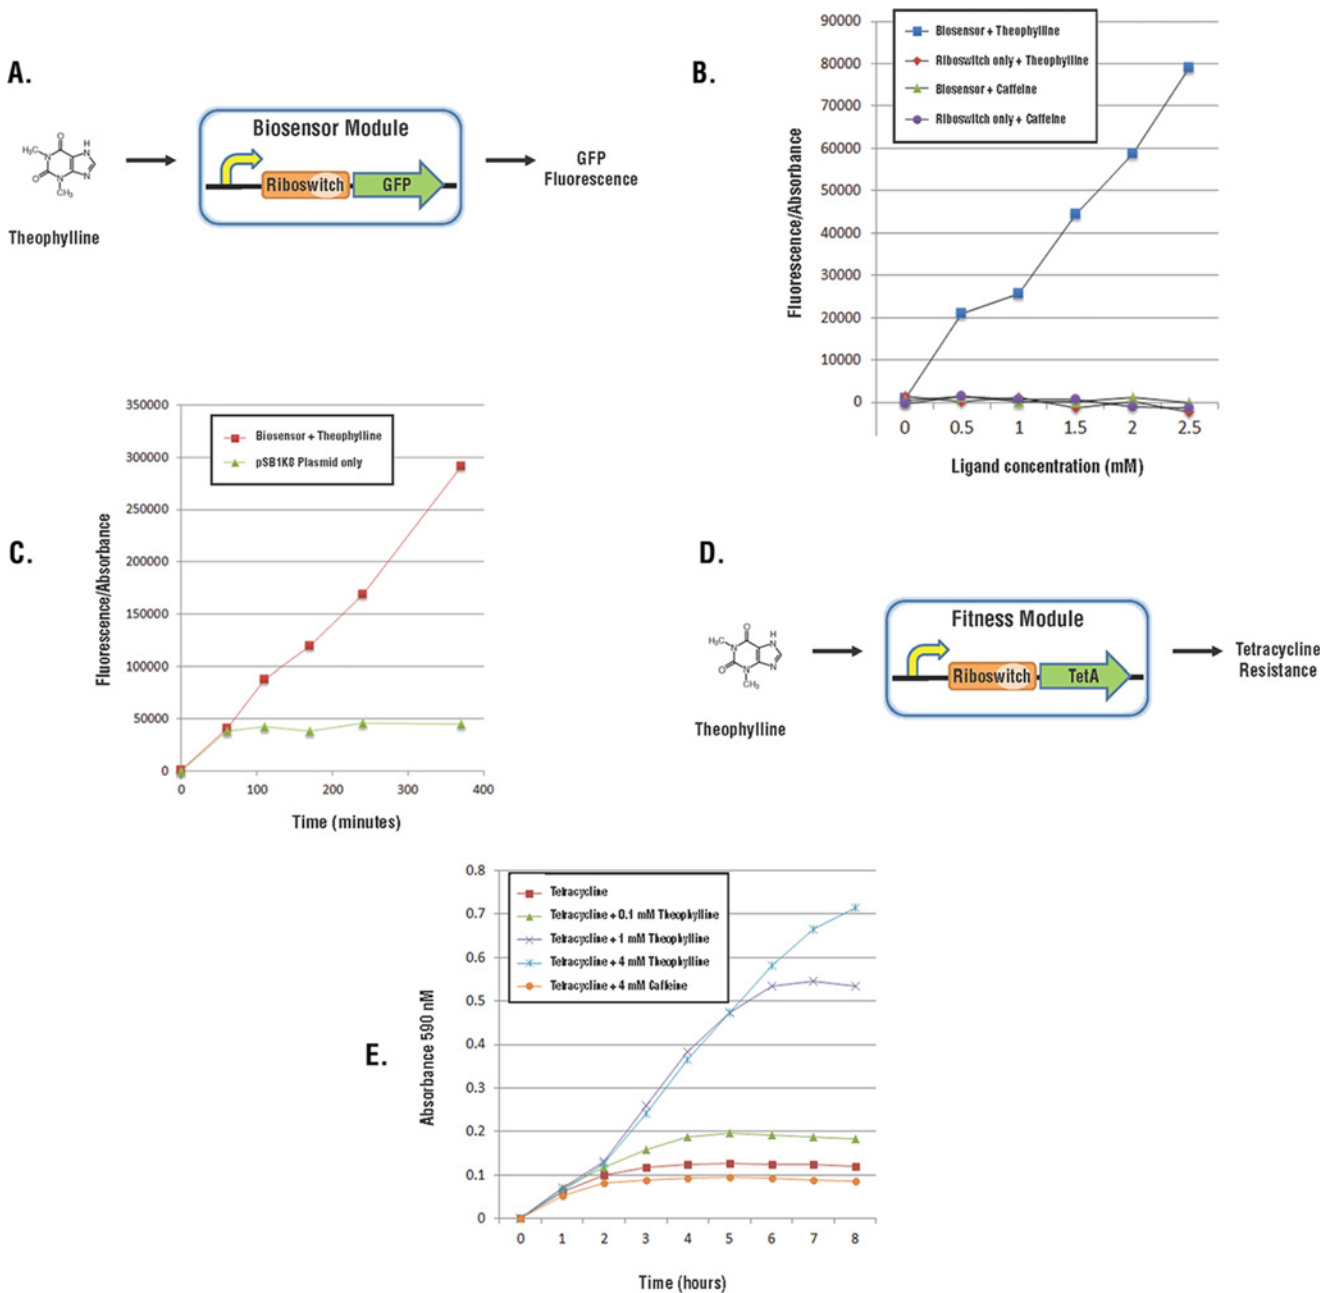 A.
H
N
O
H₃C
N
N
O
N
CH₃
Theophylline
Biosensor Module
Riboswitch
GFP
GFP
Fluorescence
B.
Fluorescence/Absorbance
90000
80000
70000
60000
50000
40000
30000
20000
10000
0
Biosensor + Theophylline
Riboswitch only + Theophylline
Biosensor + Caffeine
Riboswitch only + Caffeine
0 0.5 1 1.5 2 2.5
Ligand concentration (mM)
C.
Fluorescence/Absorbance
350000
300000
250000
200000
150000
100000
50000
0
Biosensor + Theophylline
pSB1K8 Plasmid only
0 100 200 300 400
Time (minutes)
D.
O
H
N
H₃C
N
O
N
N
CH₃
Theophylline
Fitness Module
Riboswitch
TetA
Tetracycline
Resistance
E.
Absorbance 590 nM
0.8
0.7
0.6
0.5
0.4
0.3
0.2
0.1
0
Tetracycline
Tetracycline + 0.1 mM Theophylline
Tetracycline + 1 mM Theophylline
Tetracycline + 4 mM Theophylline
Tetracycline + 4 mM Caffeine
0 1 2 3 4 5 6 7 8
Time (hours)